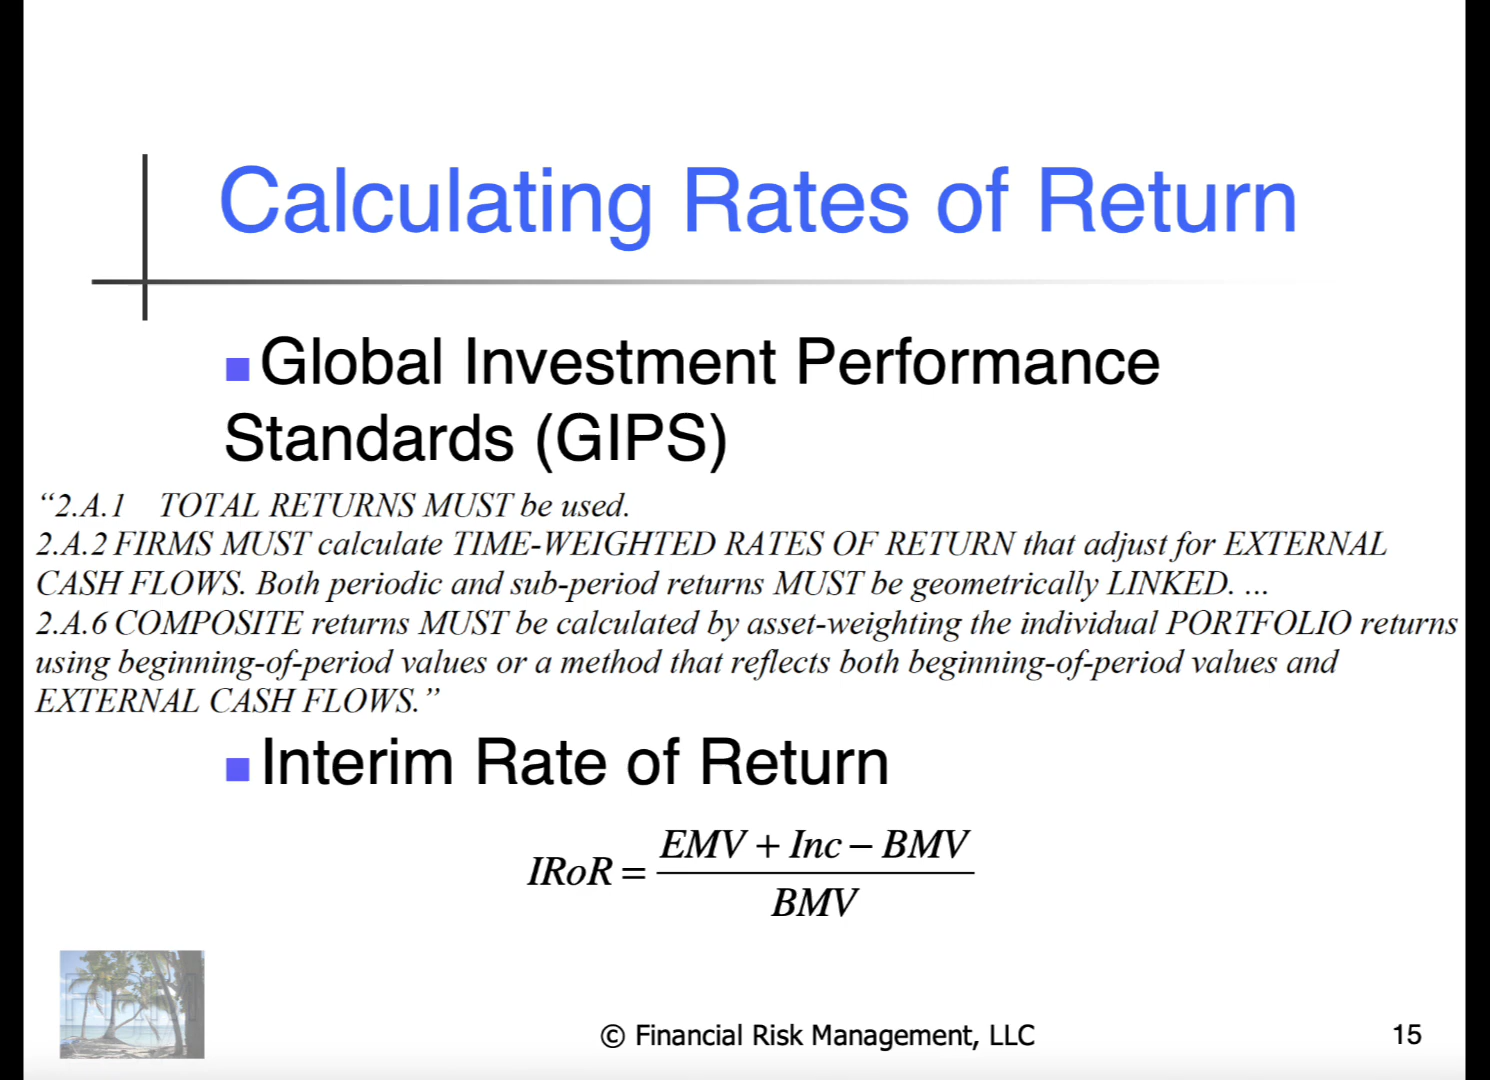 Calculating Rates of Return
Global Investment Performance
Standards (GIPS)
“2.A.1 TOTAL RETURNS MUST be used.
2.A.2 FIRMS MUST calculate TIME-WEIGHTED RATES OF RETURN that adjust for EXTERNAL
CASH FLOWS. Both periodic and sub-period returns MUST be geometrically LINKED. ...
2.A.6 COMPOSITE returns MUST be calculated by asset-weighting the individual PORTFOLIO returns
using beginning-of-period values or a method that reflects both beginning-of-period values and
EXTERNAL CASH FLOWS.”
Interim Rate of Return
IRoR = (EMV + Inc – BMV) / BMV
© Financial Risk Management, LLC
15